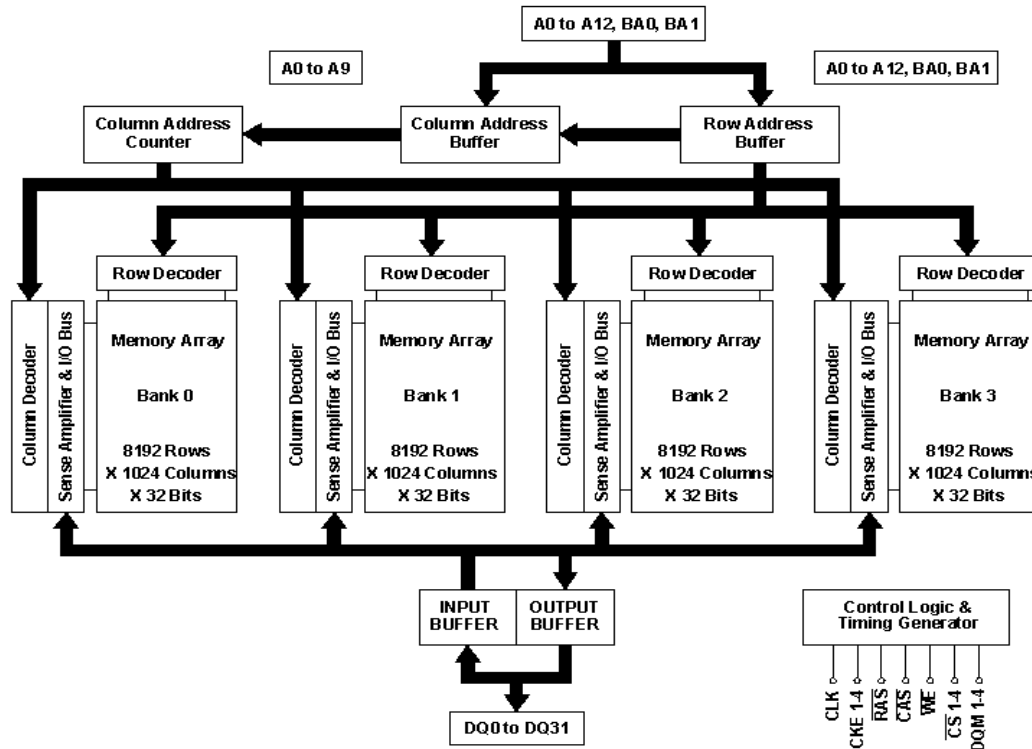 A0 to A12, BA0, BA1
A0 to A9
A0 to A12, BA0, BA1
Column Address
Counter
Column Address
Buffer
Row Address
Buffer
Row Decoder
Row Decoder
Row Decoder
Row Decoder
Column Decoder
Sense Amplifier & I/O Bus
Memory Array
Bank 0
8192 Rows
X 1024 Columns
X 32 Bits
Column Decoder
Sense Amplifier & I/O Bus
Memory Array
Bank 1
8192 Rows
X 1024 Columns
X 32 Bits
Column Decoder
Sense Amplifier & I/O Bus
Memory Array
Bank 2
8192 Rows
X 1024 Columns
X 32 Bits
Column Decoder
Sense Amplifier & I/O Bus
Memory Array
Bank 3
8192 Rows
X 1024 Columns
X 32 Bits
INPUT
BUFFER
OUTPUT
BUFFER
DQ0 to DQ31
Control Logic &
Timing Generator
CLK
CKE 1-4
R̅A̅S̅
C̅A̅S̅
W̅E̅
C̅S̅ 1-4
DQM 1-4